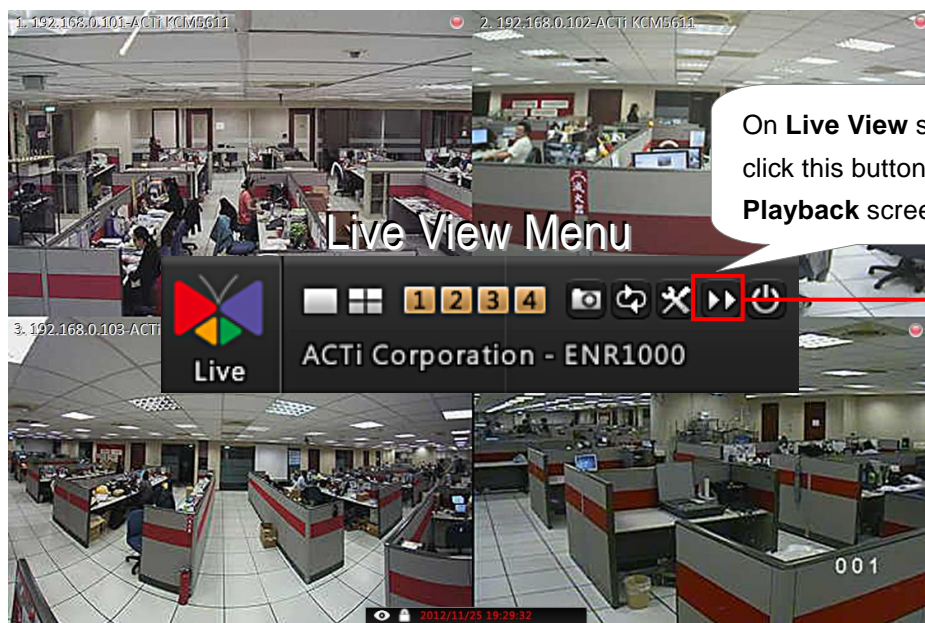 1. 192.168.0.101-ACTi KCM5611
2. 192.168.0.102-ACTi KCM5611
On Live View s
click this button
Playback scree
Live View Menu
1 2 3 4
Live
ACTi Corporation - ENR1000
3. 192.168.0.103-ACTi
001
2012/11/25 19:29:32